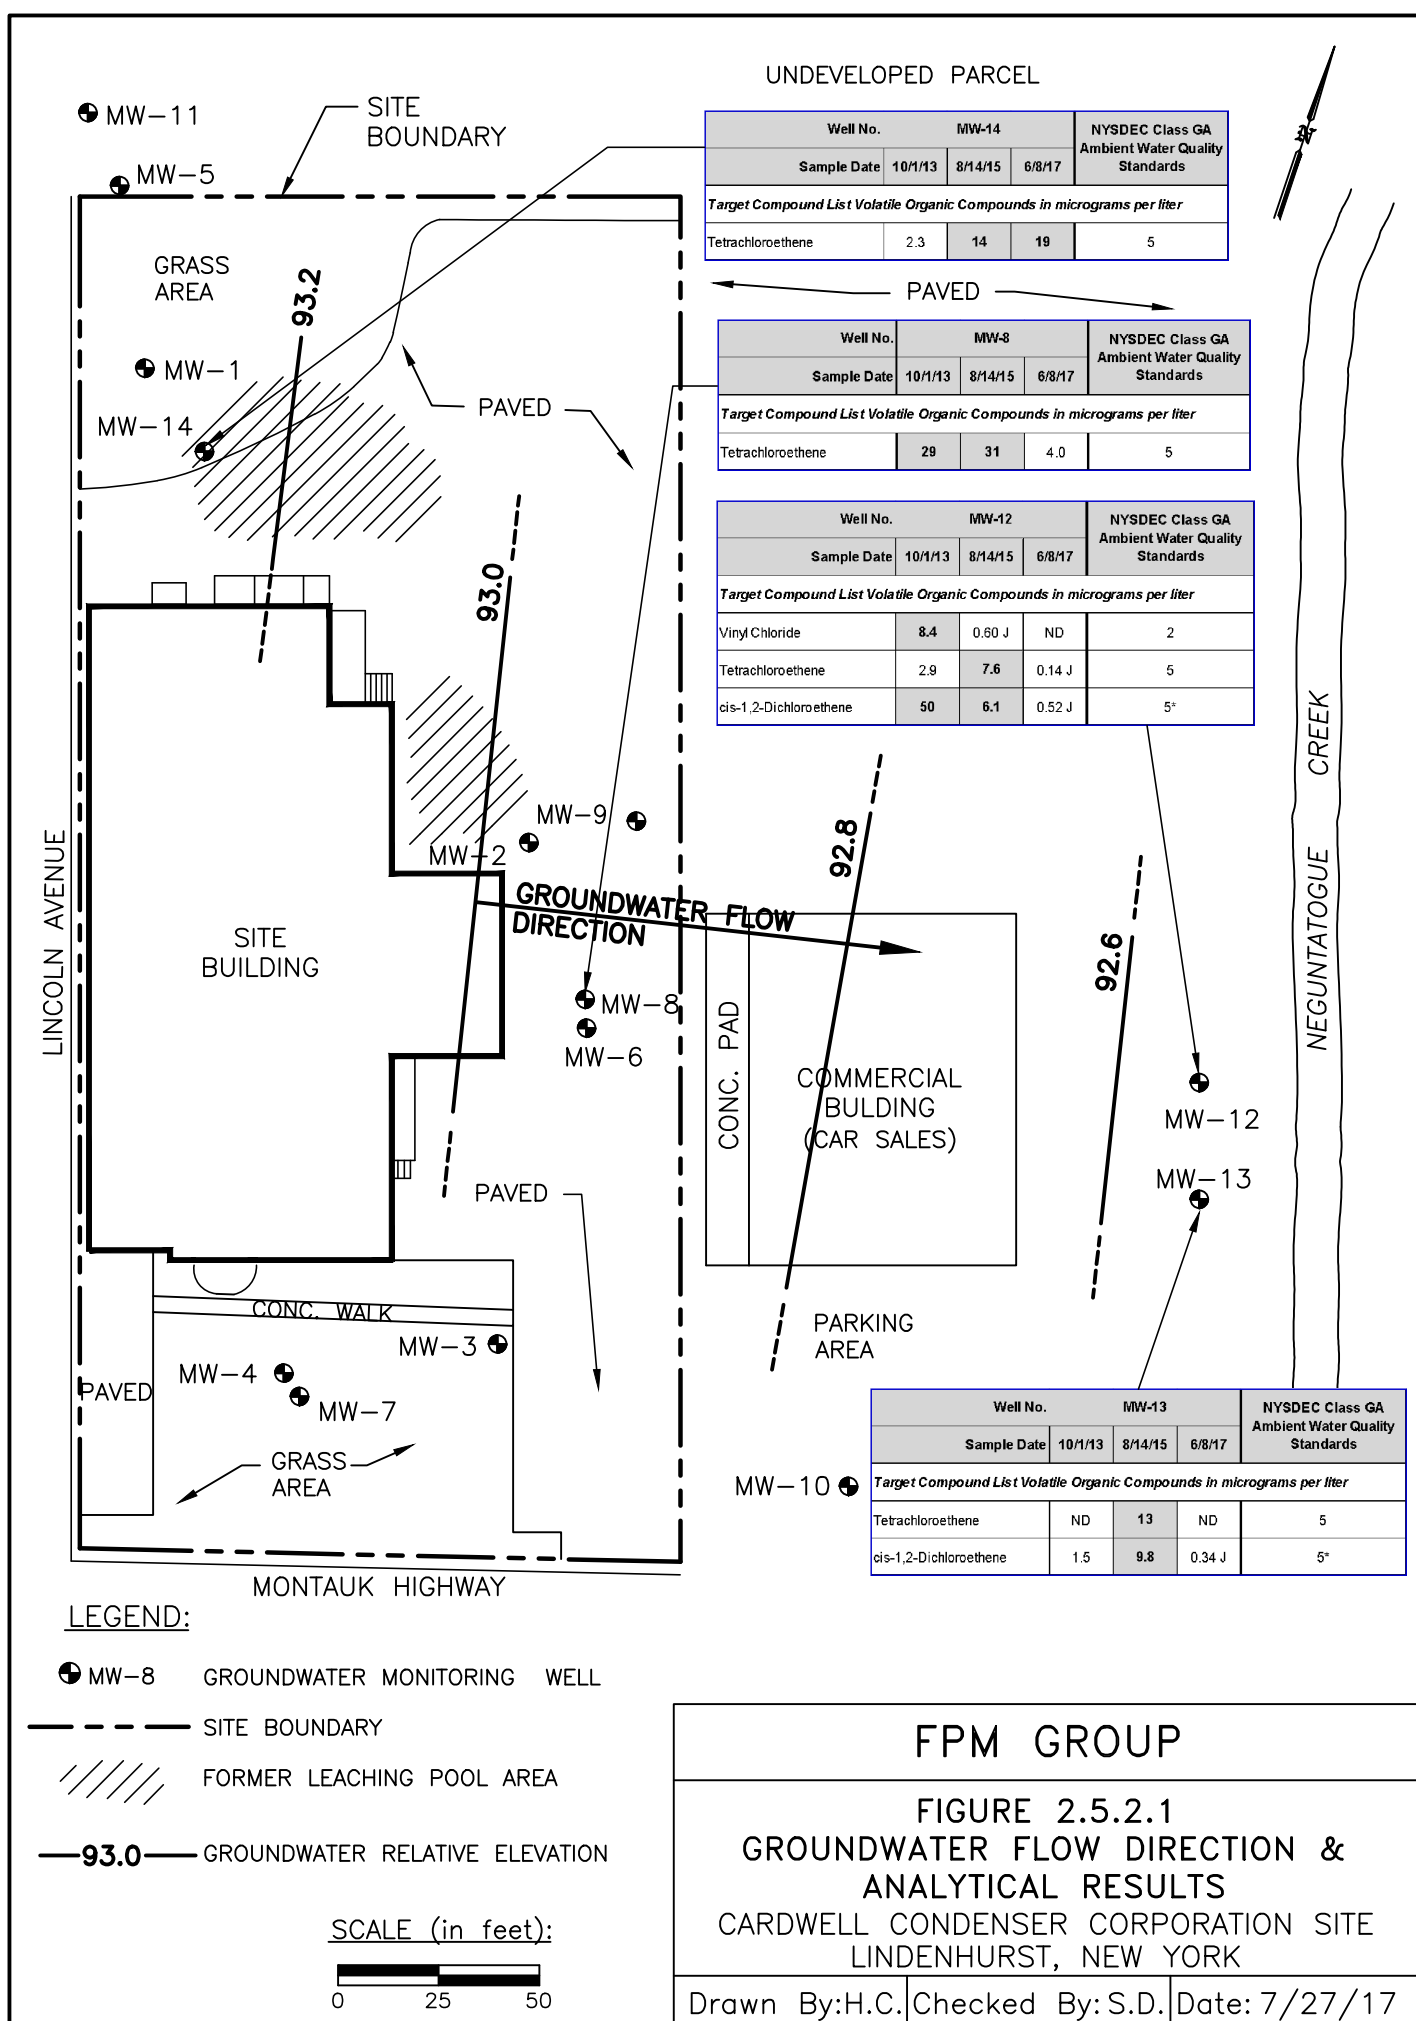 UNDEVELOPED PARCEL
MW-11
SITE
BOUNDARY
MW-5
N
Well No. MW-14 NYSDEC Class GA
Ambient Water Quality
Standards
Sample Date 10/1/13 8/14/15 6/8/17
Target Compound List Volatile Organic Compounds in micrograms per liter
Tetrachloroethene 2.3 14 19 5
GRASS
AREA
93.2
PAVED
MW-1
PAVED
MW-14
Well No. MW-8 NYSDEC Class GA
Ambient Water Quality
Standards
Sample Date 10/1/13 8/14/15 6/8/17
Target Compound List Volatile Organic Compounds in micrograms per liter
Tetrachloroethene 29 31 4.0 5
93.0
Well No. MW-12 NYSDEC Class GA
Ambient Water Quality
Standards
Sample Date 10/1/13 8/14/15 6/8/17
Target Compound List Volatile Organic Compounds in micrograms per liter
Vinyl Chloride 8.4 0.60 J ND 2
Tetrachloroethene 2.9 7.6 0.14 J 5
cis-1,2-Dichloroethene 50 6.1 0.52 J 5*
NEGUNTATOGUE CREEK
MW-9
MW-2
92.8
LINCOLN AVENUE
GROUNDWATER FLOW
DIRECTION
SITE
BUILDING
92.6
MW-8
MW-6
CONC. PAD
COMMERCIAL
BULDING
(CAR SALES)
MW-12
MW-13
PAVED
CONC. WALK
PARKING
AREA
MW-3
MW-4
PAVED
MW-7
GRASS
AREA
MW-10
Well No. MW-13 NYSDEC Class GA
Ambient Water Quality
Standards
Sample Date 10/1/13 8/14/15 6/8/17
Target Compound List Volatile Organic Compounds in micrograms per liter
Tetrachloroethene ND 13 ND 5
cis-1,2-Dichloroethene 1.5 9.8 0.34 J 5*
MONTAUK HIGHWAY
LEGEND:
MW-8 GROUNDWATER MONITORING WELL
SITE BOUNDARY
FORMER LEACHING POOL AREA
93.0 GROUNDWATER RELATIVE ELEVATION
SCALE (in feet):
0 25 50
FPM GROUP
FIGURE 2.5.2.1
GROUNDWATER FLOW DIRECTION &
ANALYTICAL RESULTS
CARDWELL CONDENSER CORPORATION SITE
LINDENHURST, NEW YORK
Drawn By:H.C. Checked By: S.D. Date: 7/27/17